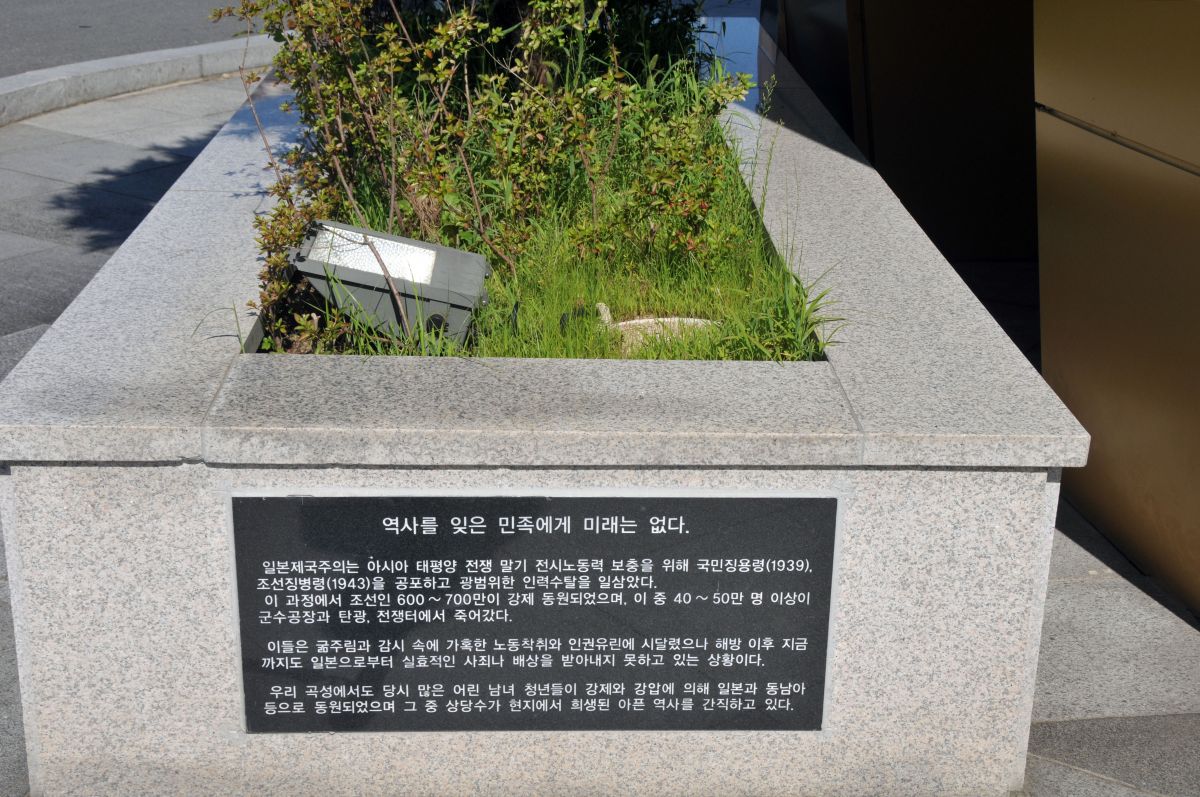 역사를 잊은 민족에게 미래는 없다.
일본제국주의는 아시아 태평양 전쟁 말기 전시노동력 보충을 위해 국민징용령(1939),
조선징병령(1943)을 공포하고 광범위한 인력수탈을 일삼았다.
이 과정에서 조선인 600~700만이 강제 동원되었으며, 이 중 40~50만 명 이상이
군수공장과 탄광, 전쟁터에서 죽어갔다.
이들은 굶주림과 감시 속에 가혹한 노동착취와 인권유린에 시달렸으나 해방 이후 지금
까지도 일본으로부터 실효적인 사죄나 배상을 받아내지 못하고 있는 상황이다.
우리 곡성에서도 당시 많은 어린 남녀 청년들이 강제와 강압에 의해 일본과 동남아
등으로 동원되었으며 그 중 상당수가 현지에서 희생된 아픈 역사를 간직하고 있다.